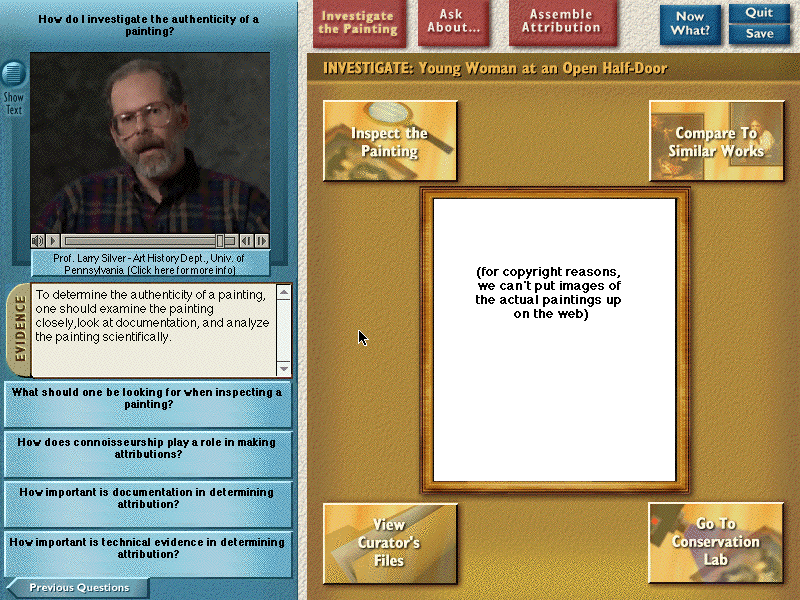 How do I investigate the authenticity of a
painting?
Show
Text
Prof. Larry Silver - Art History Dept., Univ. of
Pennsylvania (Click here for more info)
EVIDENCE
To determine the authenticity of a painting,
one should examine the painting
closely,look at documentation, and analyze
the painting scientifically.
What should one be looking for when inspecting a
painting?
How does connoisseurship play a role in making
attributions?
How important is documentation in determining
attribution?
How important is technical evidence in determining
attribution?
Previous Questions
Investigate
the Painting
Ask
About...
Assemble
Attribution
Now
What?
Quit
Save
INVESTIGATE: Young Woman at an Open Half-Door
Inspect the
Painting
Compare To
Similar Works
(for copyright reasons,
we can't put images of
the actual paintings up
on the web)
View
Curator's
Files
Go To
Conservation
Lab